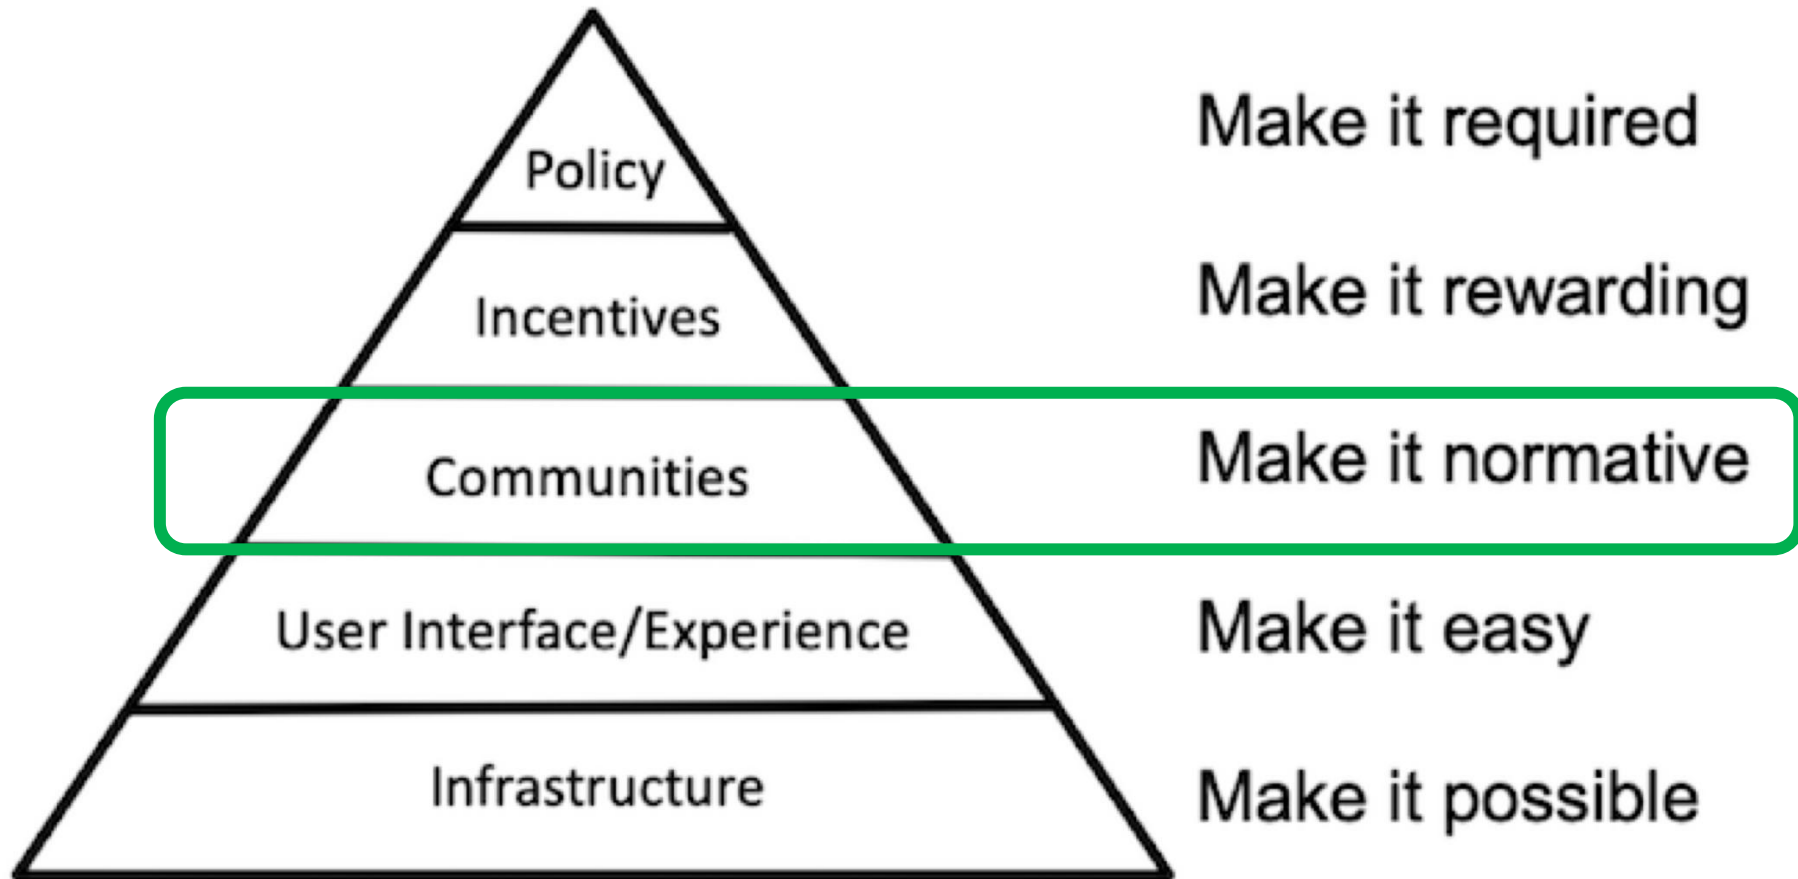 Policy
Make it required
Incentives
Make it rewarding
Communities
Make it normative
User Interface/Experience
Make it easy
Infrastructure
Make it possible